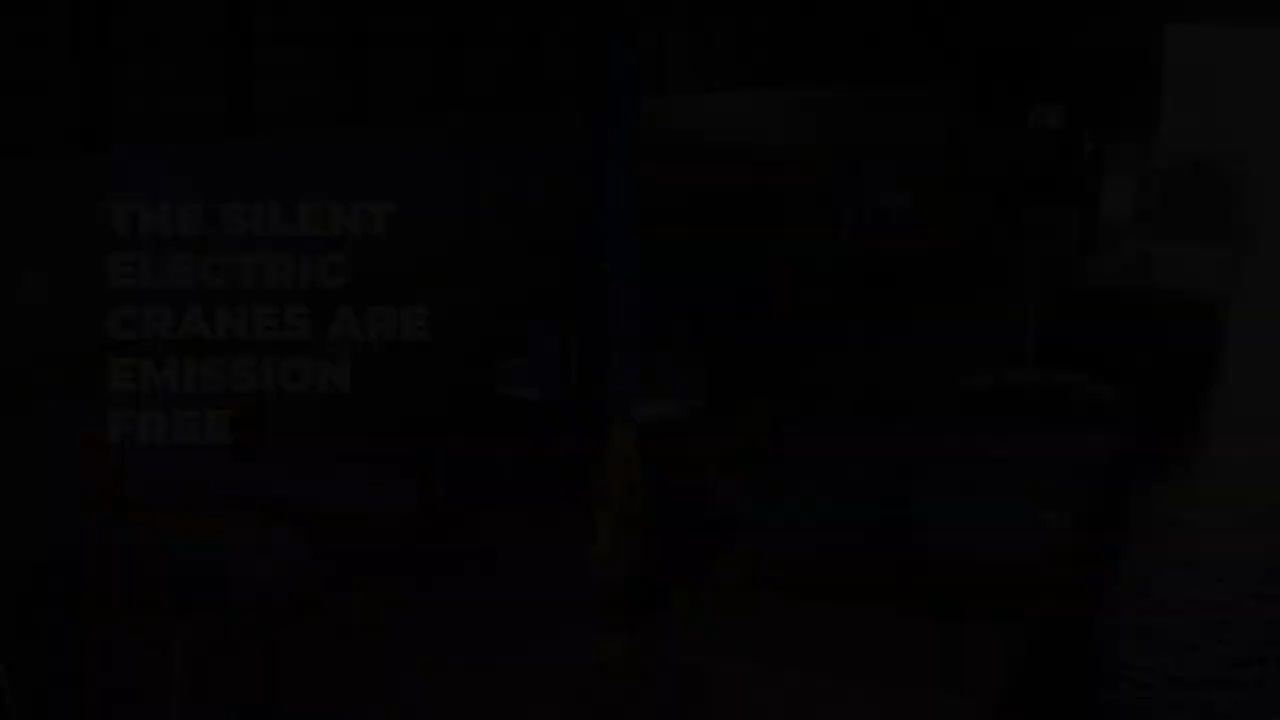 THE SILENT
ELECTRIC
CRANES ARE
EMISSION
FREE